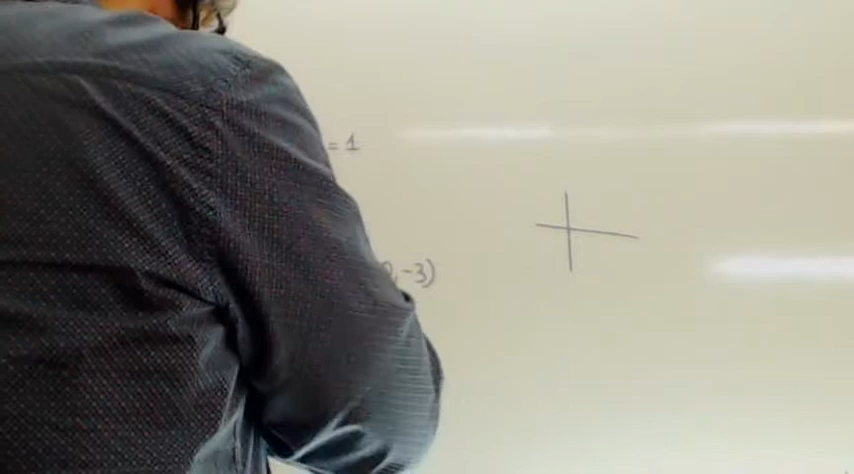 = 1
, -3)